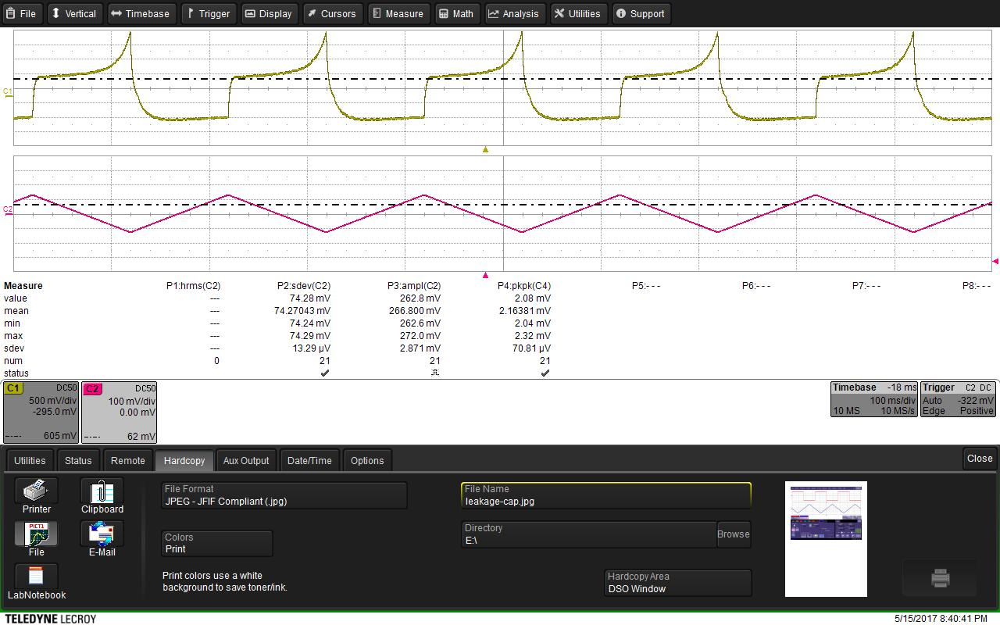 File Vertical Timebase Trigger Display Cursors Measure Math Analysis Utilities Support
C1
C2
Measure P1:hrms(C2) P2:sdev(C2) P3:ampl(C2) P4:pkpk(C4) P5:- - - P6:- - - P7:- - - P8:- - -
value --- 74.28 mV 262.8 mV 2.08 mV
mean --- 74.27043 mV 266.800 mV 2.16381 mV
min --- 74.24 mV 262.6 mV 2.04 mV
max --- 74.29 mV 272.0 mV 2.32 mV
sdev --- 13.29 µV 2.871 mV 70.81 µV
num 0 21 21 21
status
C1 DC50
500 mV/div
-295.0 mV
605 mV
C2 DC50
100 mV/div
0.00 mV
62 mV
Timebase -18 ms
100 ms/div
10 MS 10 MS/s
Trigger C2 DC
Auto -322 mV
Edge Positive
Utilities Status Remote Hardcopy Aux Output Date/Time Options Close
Printer
Clipboard
PICT1
File
E-Mail
LabNotebook
File Format
JPEG - JFIF Compliant (.jpg)
Colors
Print
Print colors use a white
background to save toner/ink.
File Name
leakage-cap.jpg
Directory
E:\
Browse
Hardcopy Area
DSO Window
TELEDYNE LECROY 5/15/2017 8:40:41 PM